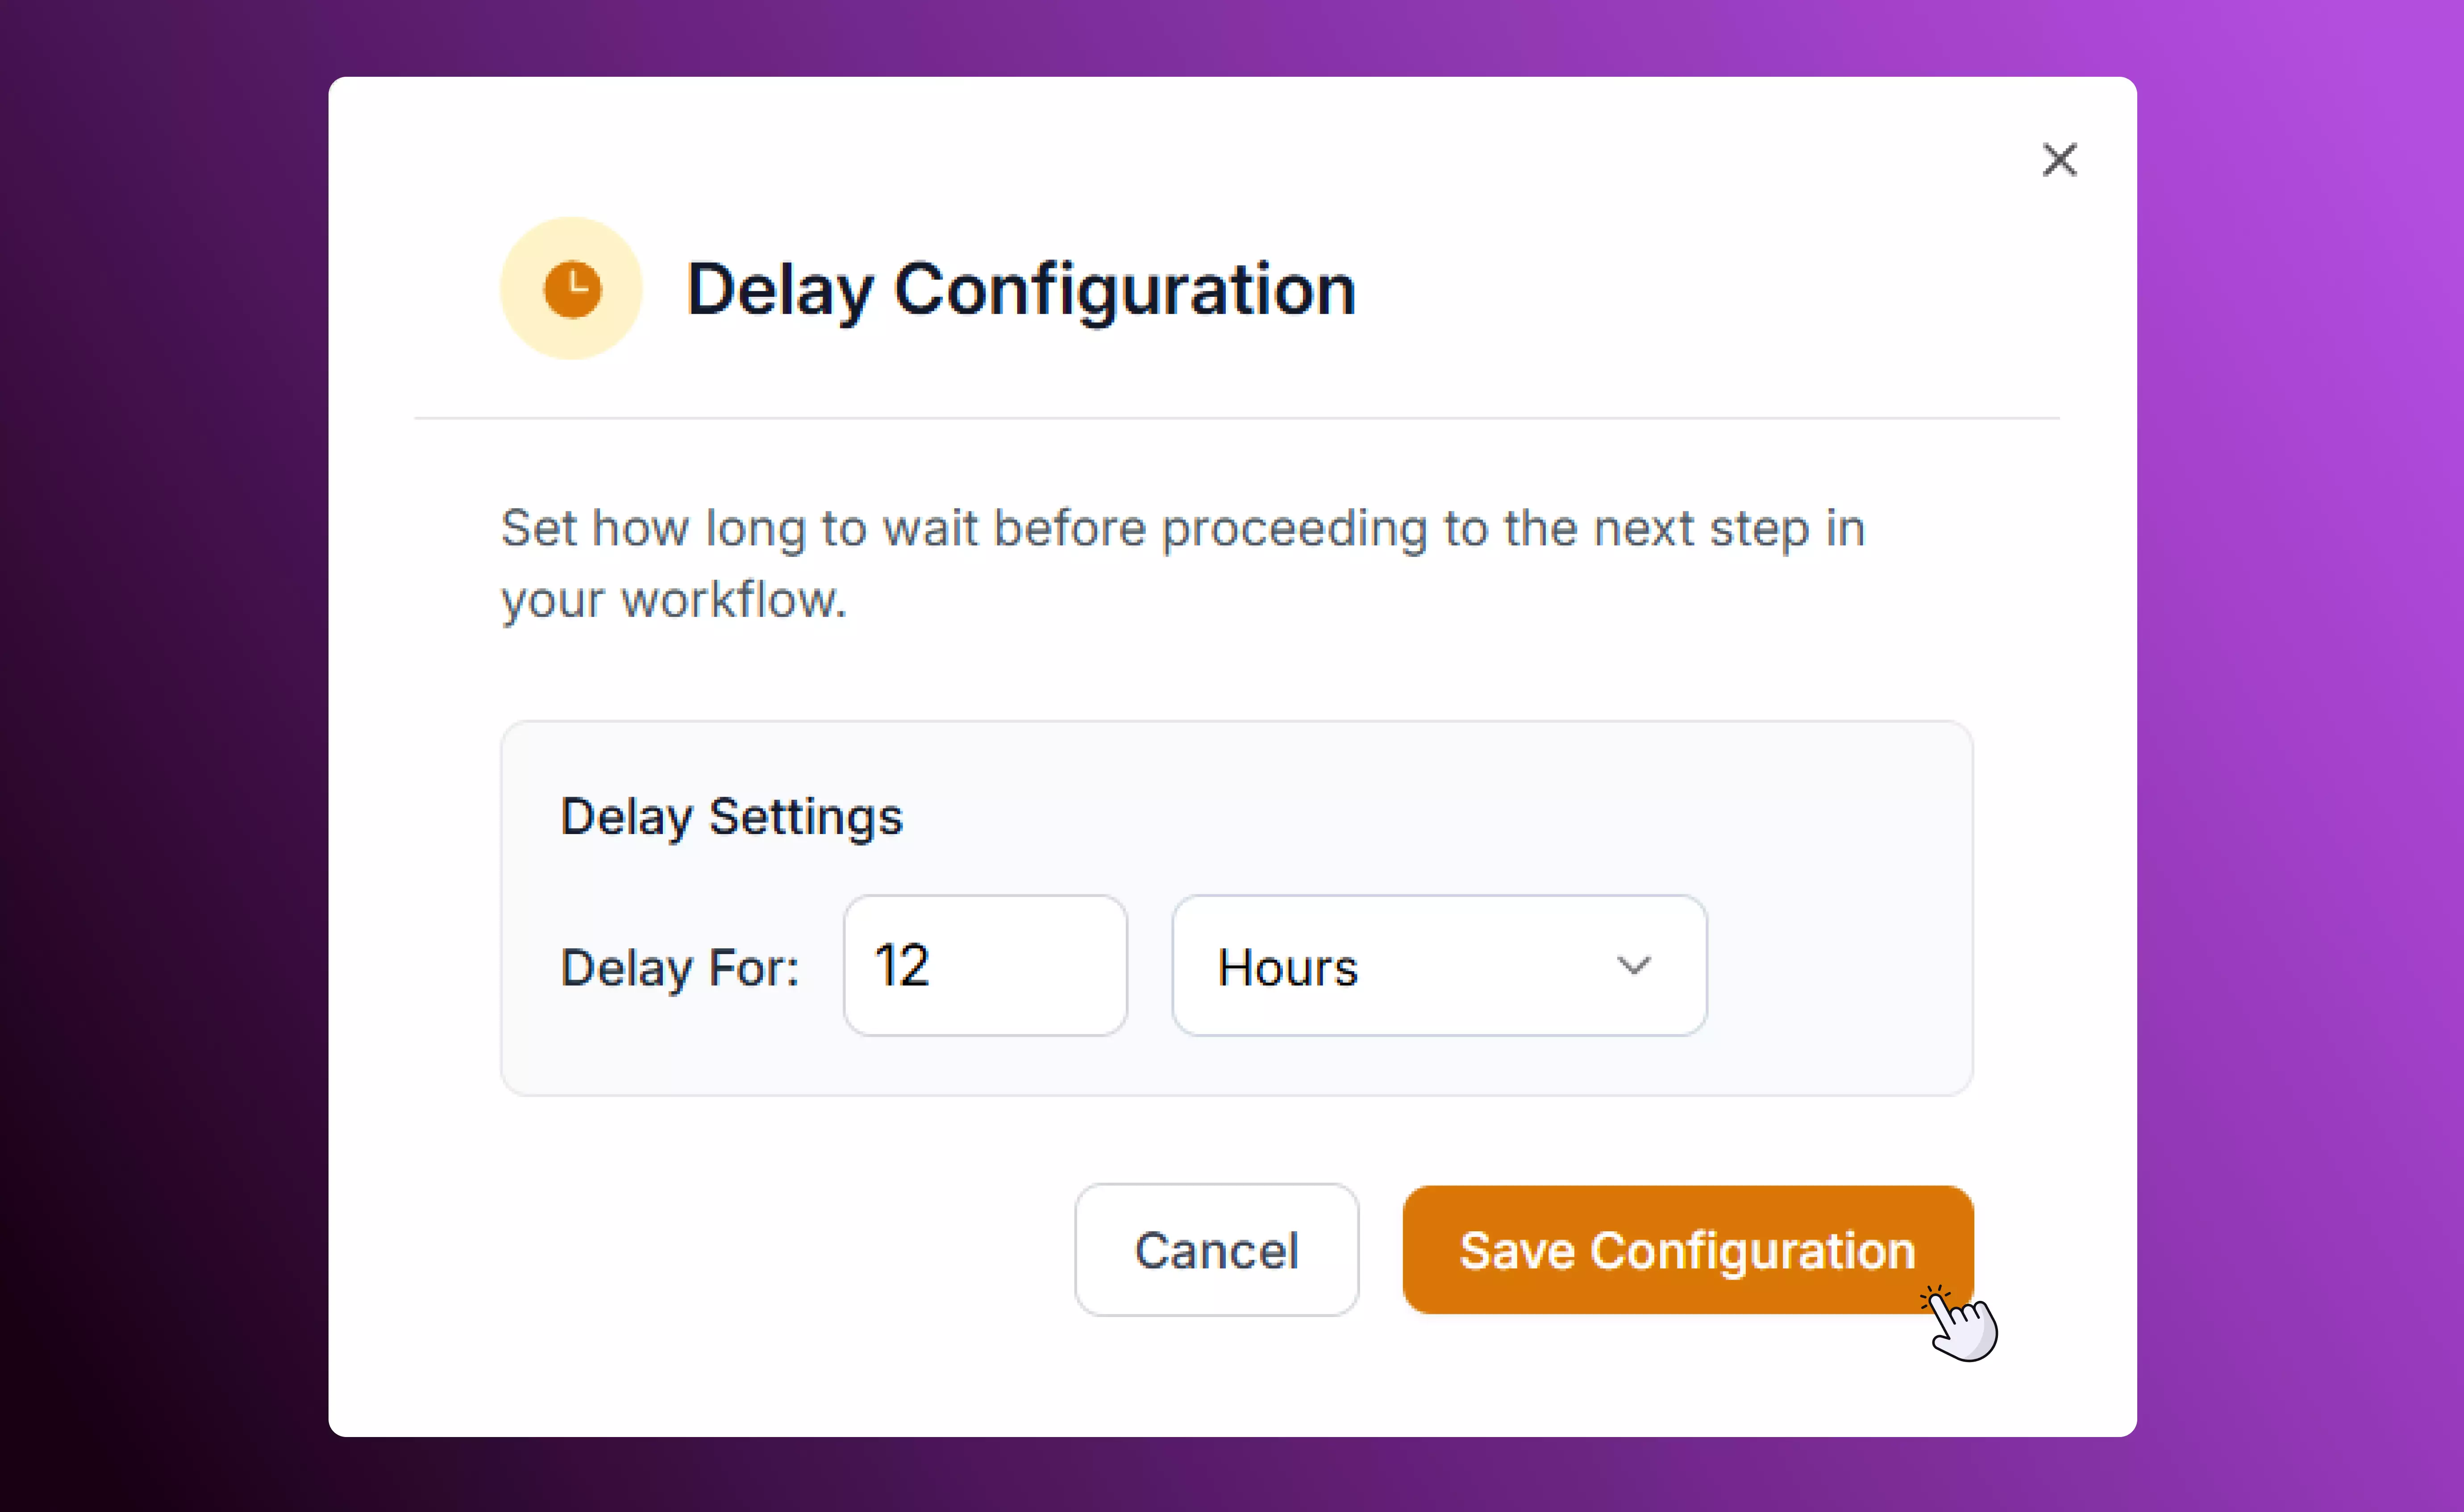 Delay Configuration
Set how long to wait before proceeding to the next step in
your workflow.
Delay Settings
Delay For: 12 Hours
Cancel Save Configuration